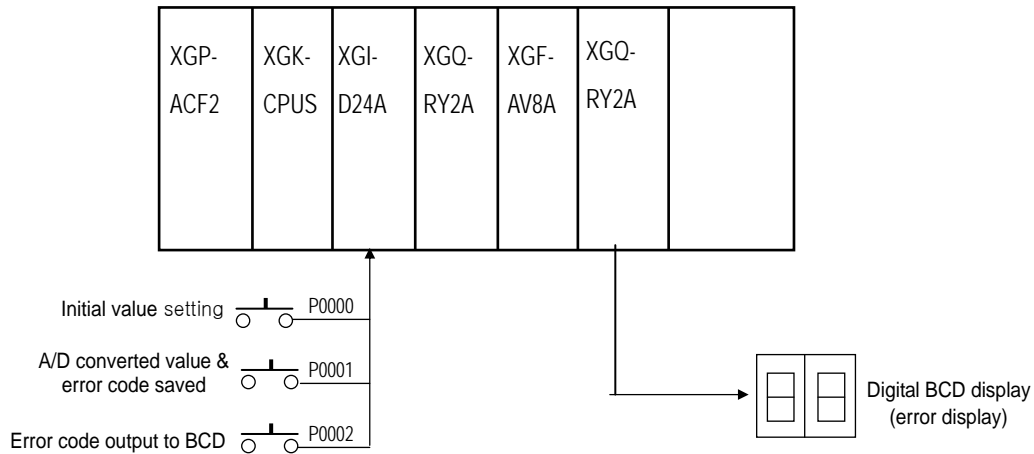 XGP-
ACF2
XGK-
CPUS
XGI-
D24A
XGQ-
RY2A
XGF-
AV8A
XGQ-
RY2A
Initial value setting
P0000
A/D converted value &
error code saved
P0001
Error code output to BCD
P0002
Digital BCD display
(error display)